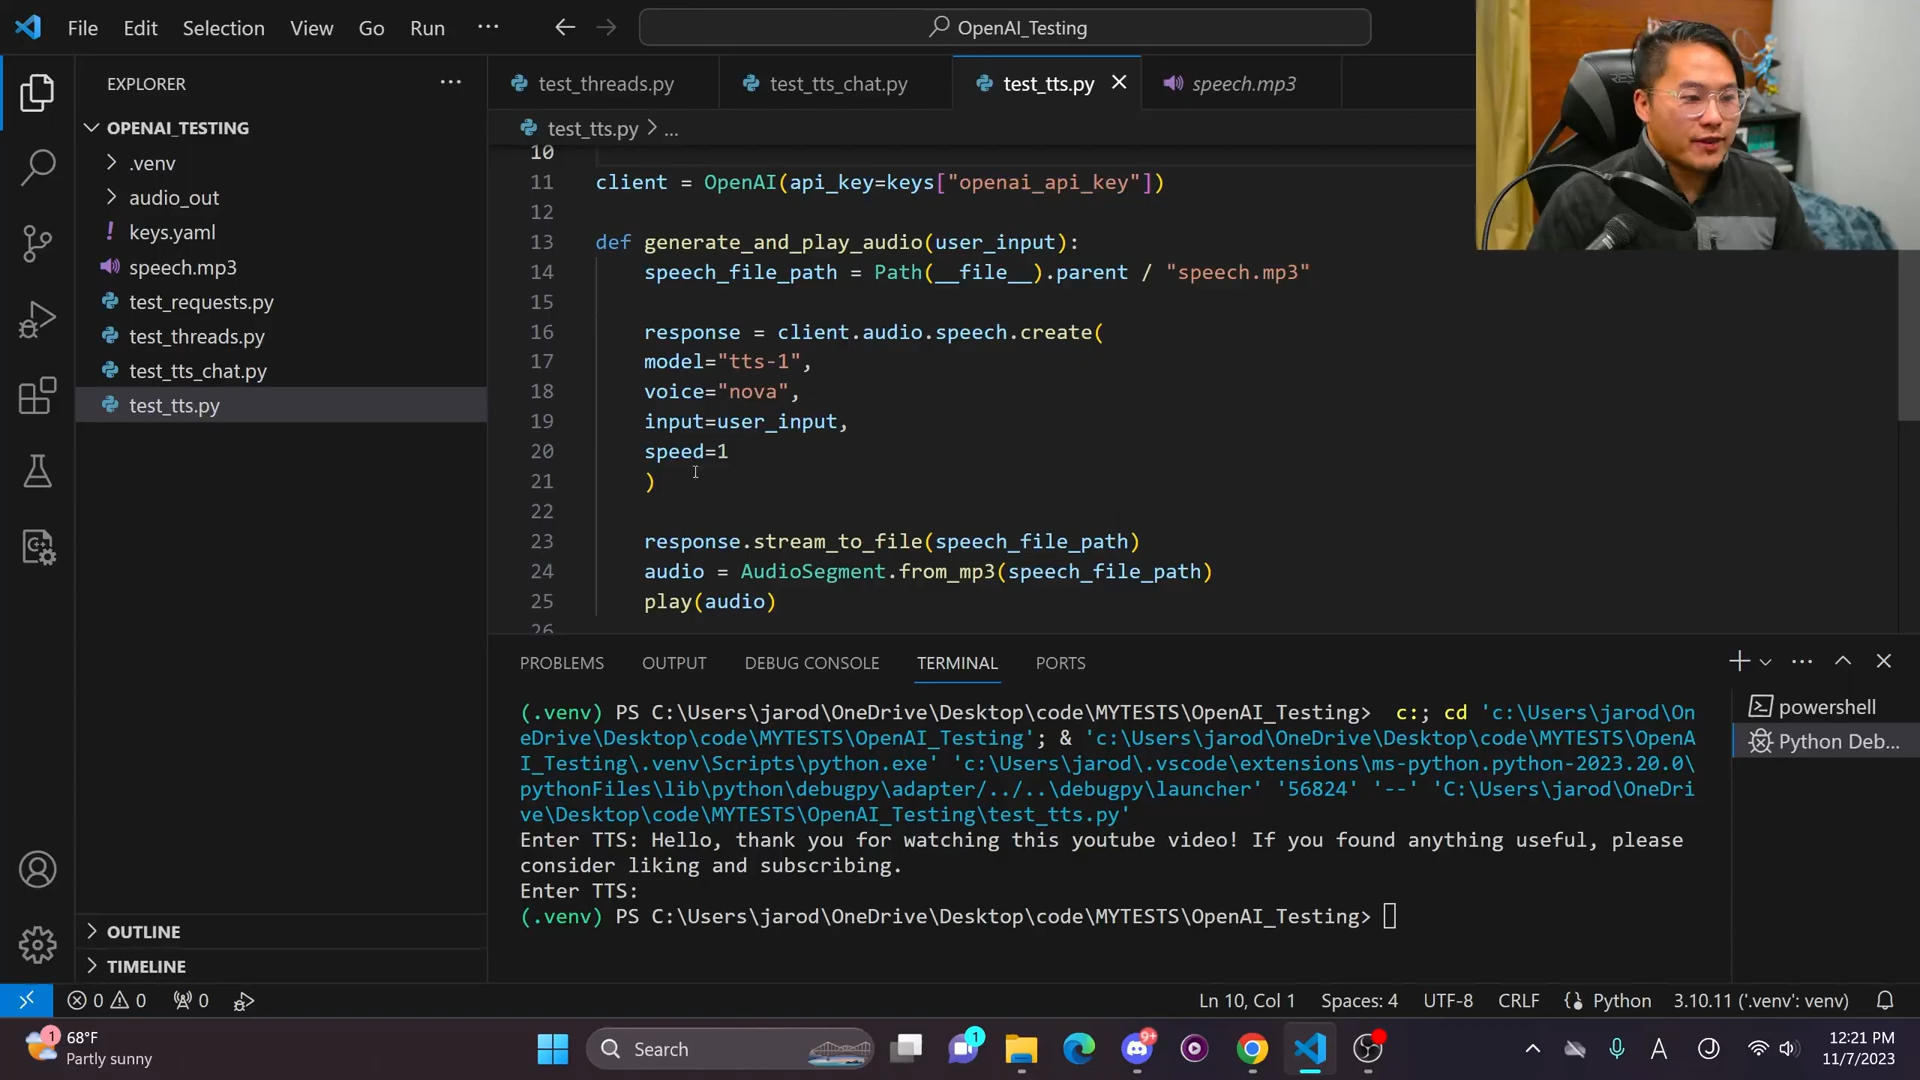 File Edit Selection View Go Run ··· OpenAI_Testing
EXPLORER
OPENAI_TESTING
.venv
audio_out
keys.yaml
speech.mp3
test_requests.py
test_threads.py
test_tts_chat.py
test_tts.py
OUTLINE
TIMELINE
test_threads.py test_tts_chat.py test_tts.py speech.mp3
test_tts.py > ...
10
11 client = OpenAI(api_key=keys["openai_api_key"])
12
13 def generate_and_play_audio(user_input):
14 speech_file_path = Path(__file__).parent / "speech.mp3"
15
16 response = client.audio.speech.create(
17 model="tts-1",
18 voice="nova",
19 input=user_input,
20 speed=1
21 )
22
23 response.stream_to_file(speech_file_path)
24 audio = AudioSegment.from_mp3(speech_file_path)
25 play(audio)
26
PROBLEMS OUTPUT DEBUG CONSOLE TERMINAL PORTS
(.venv) PS C:\Users\jarod\OneDrive\Desktop\code\MYTESTS\OpenAI_Testing> c:; cd 'c:\Users\jarod\On
eDrive\Desktop\code\MYTESTS\OpenAI_Testing'; & 'c:\Users\jarod\OneDrive\Desktop\code\MYTESTS\OpenA
I_Testing\.venv\Scripts\python.exe' 'c:\Users\jarod\.vscode\extensions\ms-python.python-2023.20.0\
pythonFiles\lib\python\debugpy\adapter/../..\debugpy\launcher' '56824' '--' 'C:\Users\jarod\OneDri
ve\Desktop\code\MYTESTS\OpenAI_Testing\test_tts.py'
Enter TTS: Hello, thank you for watching this youtube video! If you found anything useful, please
consider liking and subscribing.
Enter TTS:
(.venv) PS C:\Users\jarod\OneDrive\Desktop\code\MYTESTS\OpenAI_Testing>
powershell
Python Deb...
0 0 0 Ln 10, Col 1 Spaces: 4 UTF-8 CRLF Python 3.10.11 ('.venv': venv)
1 68°F
Partly sunny
Search
1
9+
A
12:21 PM
11/7/2023